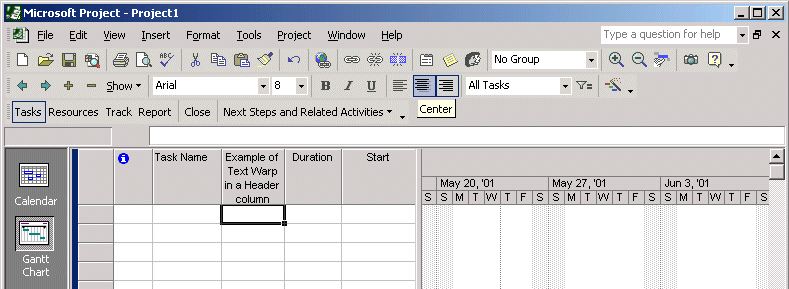 Microsoft Project - Project1
File Edit View Insert Format Tools Project Window Help Type a question for help
ABC No Group
Show Arial 8 B I U All Tasks Y=
Tasks Resources Track Report Close Next Steps and Related Activities Center
Task Name Example of Text Warp in a Header column Duration Start
May 20, '01 May 27, '01 Jun 3, '01
S S M T W T F S S M T W T F S S M T W T F S
Calendar
Gantt
Chart